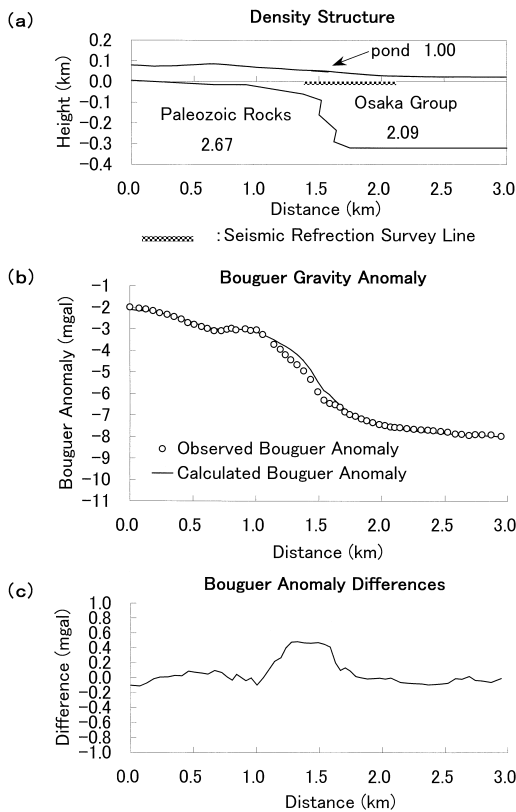 (a)
Density Structure
0.2
0.1
0.0
−0.1
−0.2
−0.3
−0.4
Height (km)
pond 1.00
Paleozoic Rocks
2.67
Osaka Group
2.09
0.0 0.5 1.0 1.5 2.0 2.5 3.0
Distance (km)
:Seismic Refrection Survey Line
(b)
Bouguer Gravity Anomaly
−1
−2
−3
−4
−5
−6
−7
−8
−9
−10
−11
Bouguer Anomaly (mgal)
Observed Bouguer Anomaly
Calculated Bouguer Anomaly
0.0 0.5 1.0 1.5 2.0 2.5 3.0
Distance (km)
(c)
Bouguer Anomaly Differences
1.0
0.8
0.6
0.4
0.2
−0.0
−0.2
−0.4
−0.6
−0.8
−1.0
Difference (mgal)
0.0 0.5 1.0 1.5 2.0 2.5 3.0
Distance (km)